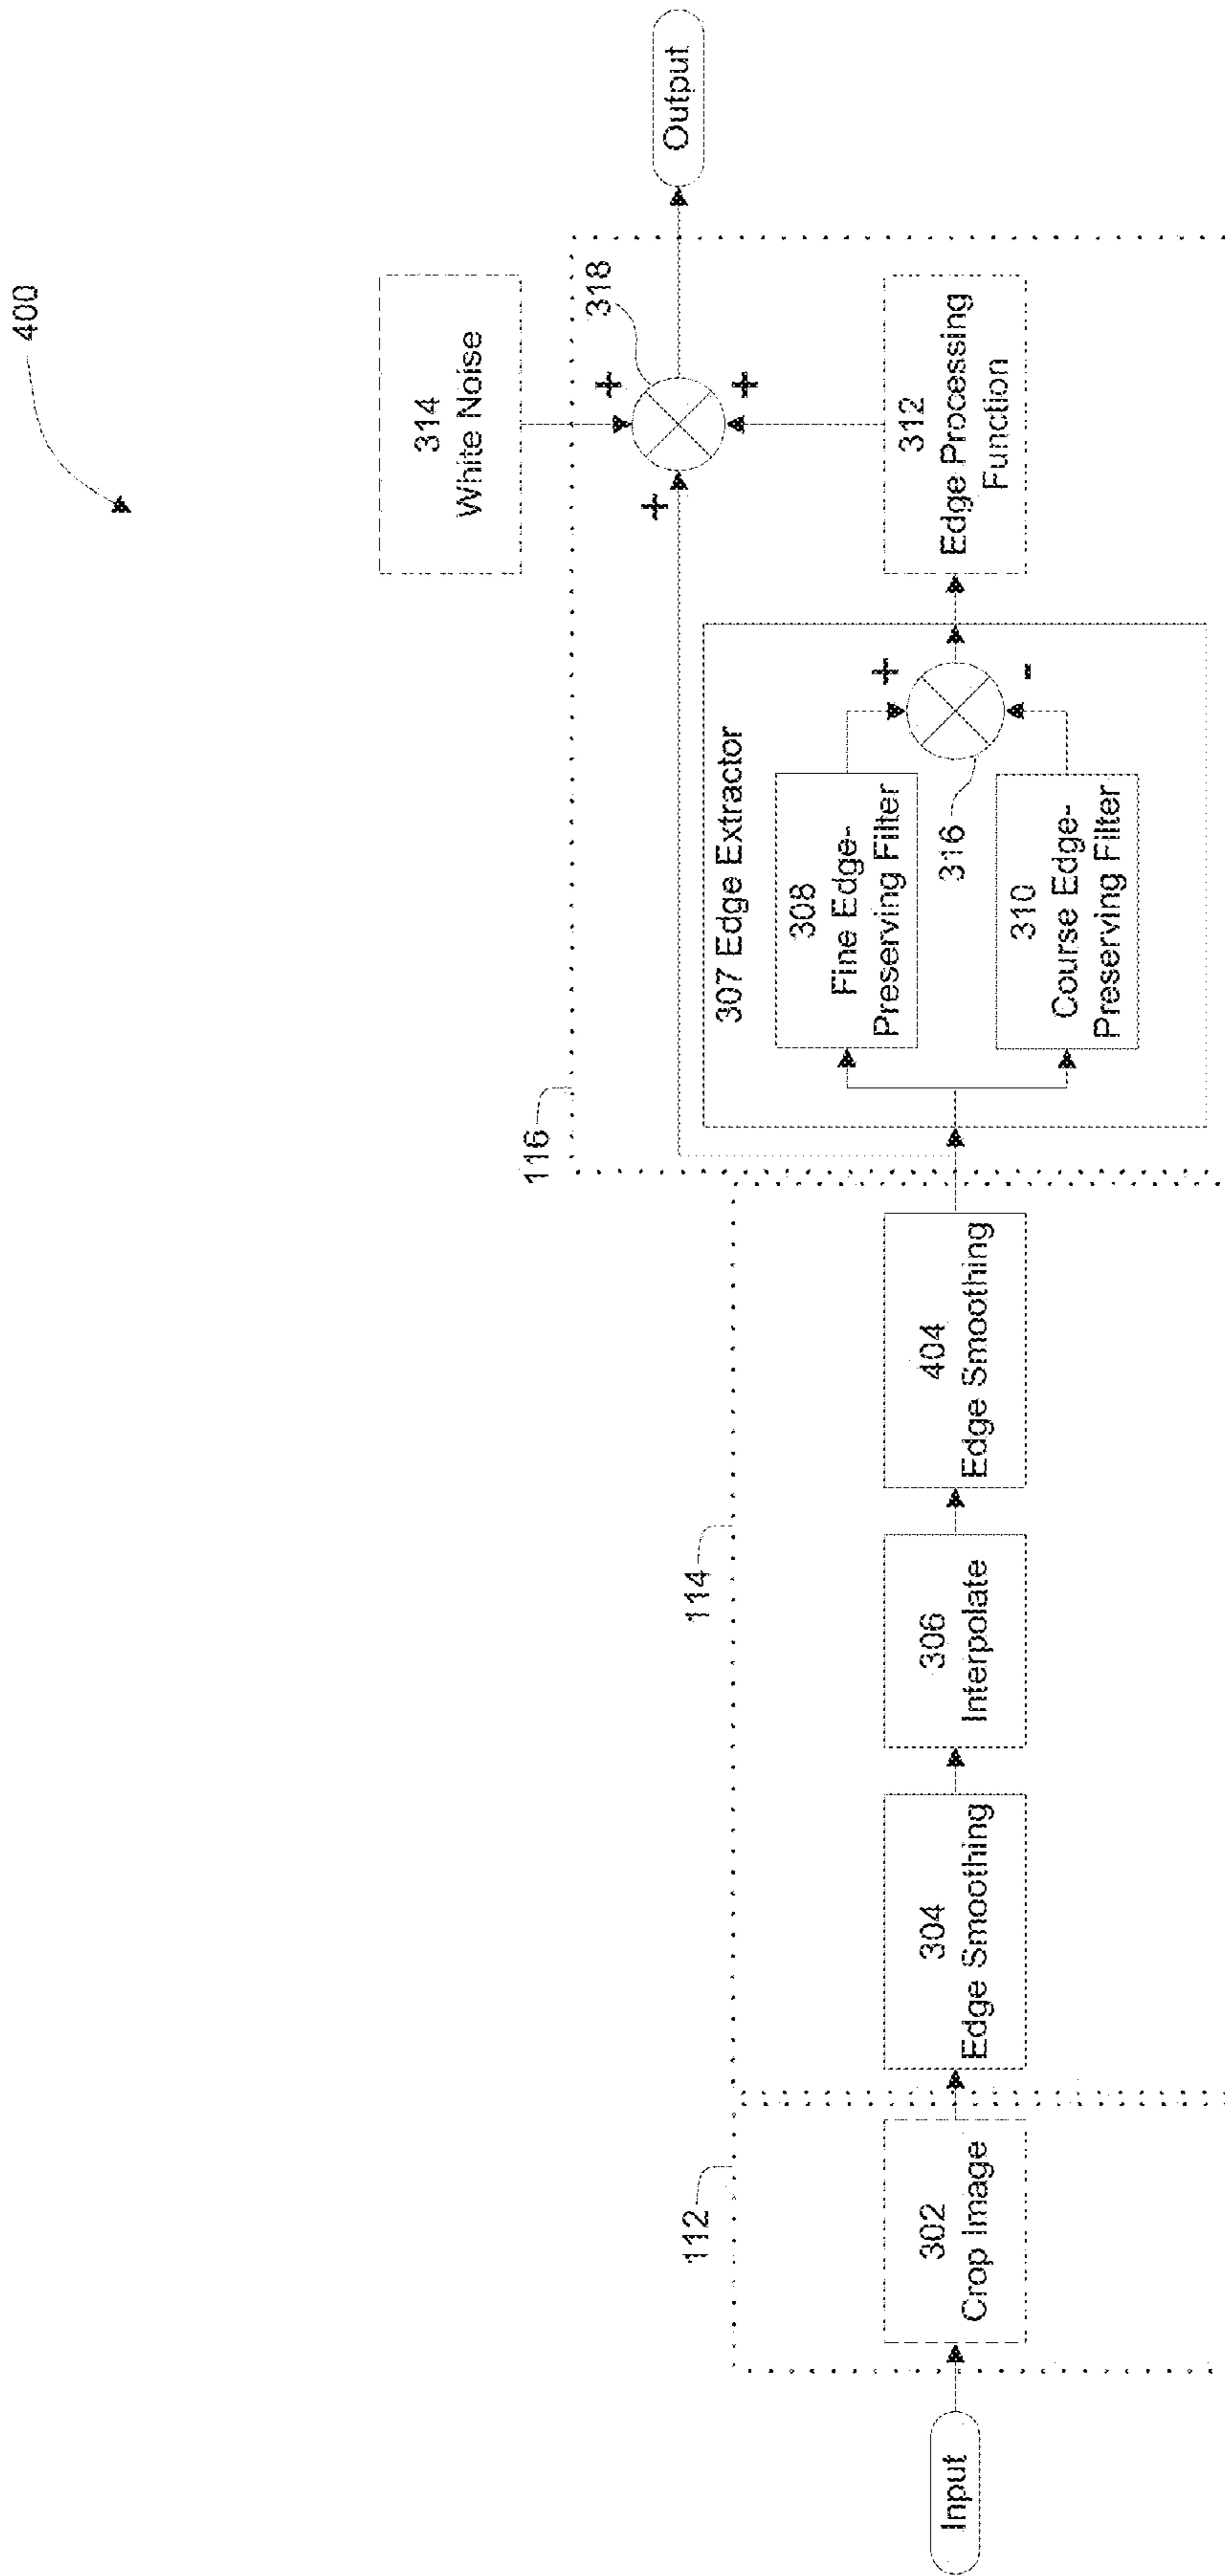 400
314
White Noise
Output
318
+
+
+
312
Edge Processing
Function
116
307 Edge Extractor
308
Fine Edge-
Preserving Filter
+
-
316
310
Course Edge-
Preserving Filter
114
404
Edge Smoothing
306
Interpolate
304
Edge Smoothing
112
302
Crop Image
Input